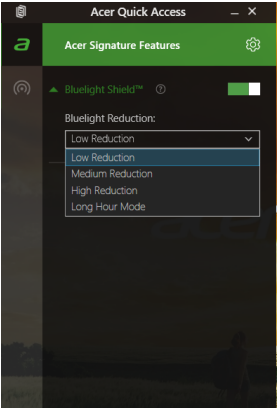 Acer Quick Access
a
Acer Signature Features
Bluelight Shield™ ?
Bluelight Reduction:
Low Reduction
Low Reduction
Medium Reduction
High Reduction
Long Hour Mode